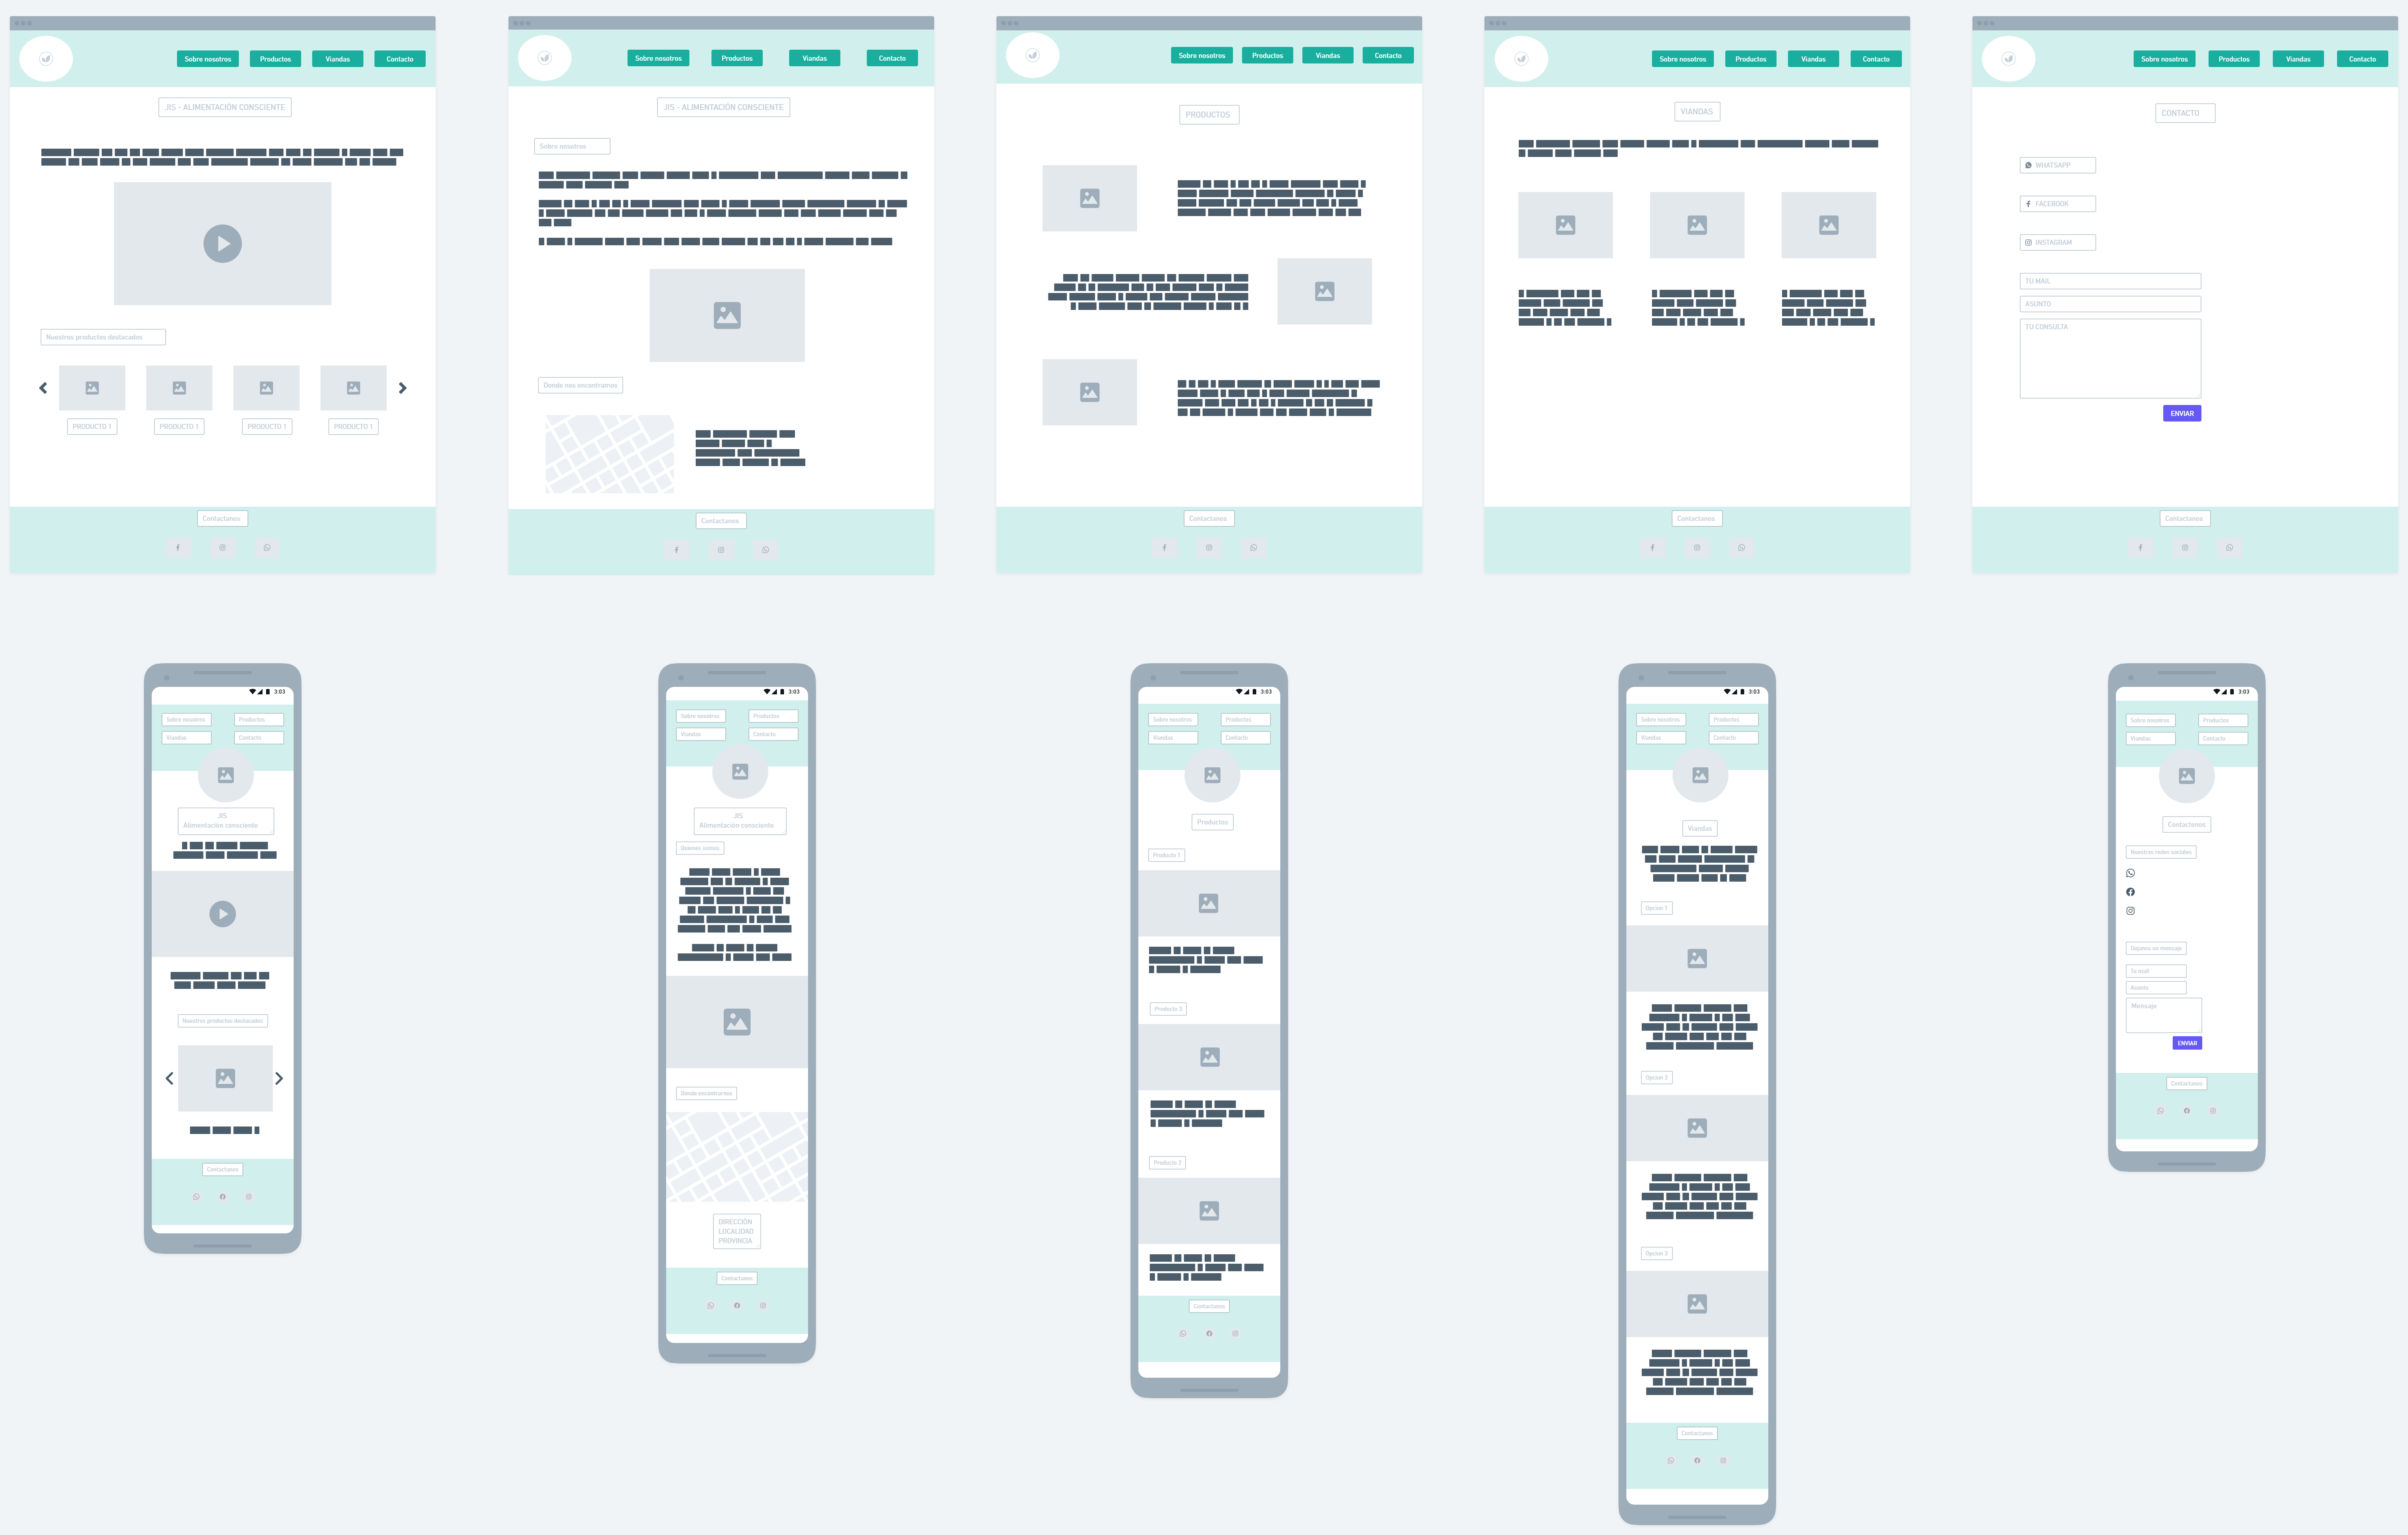 Sobre nosotros
Productos
Viandas
Contacto
JIS - ALIMENTACIÓN CONSCIENTE
Nuestros productos destacados
PRODUCTO 1
PRODUCTO 1
PRODUCTO 1
PRODUCTO 1
Contactanos
Sobre nosotros
Productos
Viandas
Contacto
JIS - ALIMENTACIÓN CONSCIENTE
Sobre nosotros
Donde nos encontramos
Contactanos
Sobre nosotros
Productos
Viandas
Contacto
PRODUCTOS
Contactanos
Sobre nosotros
Productos
Viandas
Contacto
VIANDAS
Contactanos
Sobre nosotros
Productos
Viandas
Contacto
CONTACTO
WHATSAPP
FACEBOOK
INSTAGRAM
TU MAIL
ASUNTO
TU CONSULTA
ENVIAR
Contactanos
3:03
Sobre nosotros
Productos
Viandas
Contacto
JIS
Alimentación consciente
Nuestros productos destacados
Contactanos
3:03
Sobre nosotros
Productos
Viandas
Contacto
JIS
Alimentación consciente
Quienes somos
Donde encontrarnos
DIRECCIÓN
LOCALIDAD
PROVINCIA
Contactanos
3:03
Sobre nosotros
Productos
Viandas
Contacto
Productos
Producto 1
Producto 3
Producto 2
Contactanos
3:03
Sobre nosotros
Productos
Viandas
Contacto
Viandas
Opcion 1
Opcion 2
Opcion 3
Contactanos
3:03
Sobre nosotros
Productos
Viandas
Contacto
Contactenos
Nuestras redes sociales
Dejanos un mensaje
Tu mail
Asunto
Mensaje
ENVIAR
Contactanos